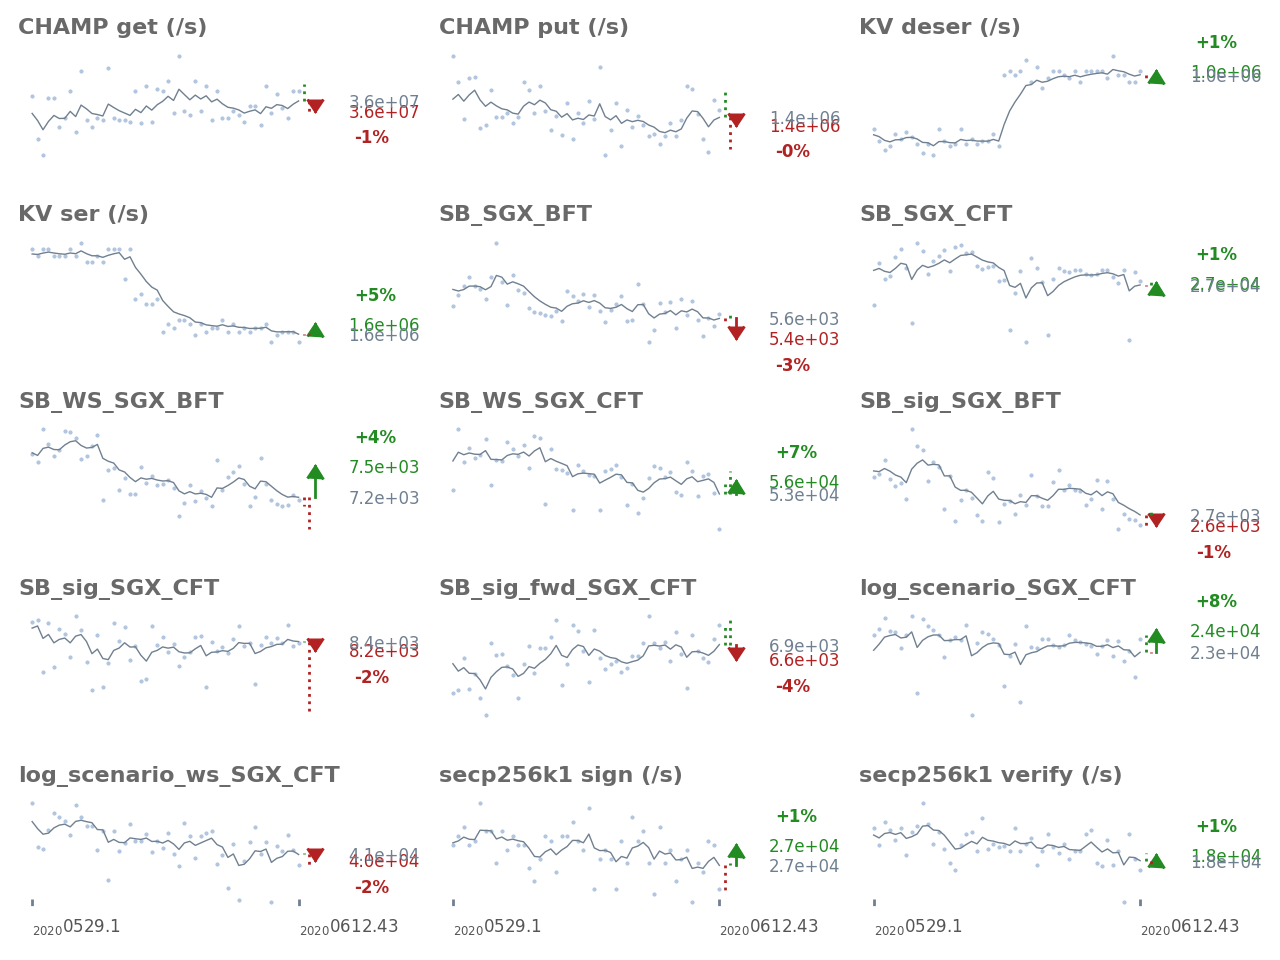 CHAMP get (/s)
3.6e+07
3.6e+07
-1%
CHAMP put (/s)
1.4e+06
1.4e+06
-0%
KV deser (/s)
+1%
1.0e+06
1.0e+06
KV ser (/s)
+5%
1.6e+06
1.6e+06
SB_SGX_BFT
5.6e+03
5.4e+03
-3%
SB_SGX_CFT
+1%
2.7e+04
2.7e+04
SB_WS_SGX_BFT
+4%
7.5e+03
7.2e+03
SB_WS_SGX_CFT
+7%
5.6e+04
5.3e+04
SB_sig_SGX_BFT
2.7e+03
2.6e+03
-1%
SB_sig_SGX_CFT
8.4e+03
8.2e+03
-2%
SB_sig_fwd_SGX_CFT
6.9e+03
6.6e+03
-4%
log_scenario_SGX_CFT
+8%
2.4e+04
2.3e+04
log_scenario_ws_SGX_CFT
4.1e+04
4.0e+04
-2%
secp256k1 sign (/s)
+1%
2.7e+04
2.7e+04
secp256k1 verify (/s)
+1%
1.8e+04
1.8e+04
20200529.1
20200612.43
20200529.1
20200612.43
20200529.1
20200612.43